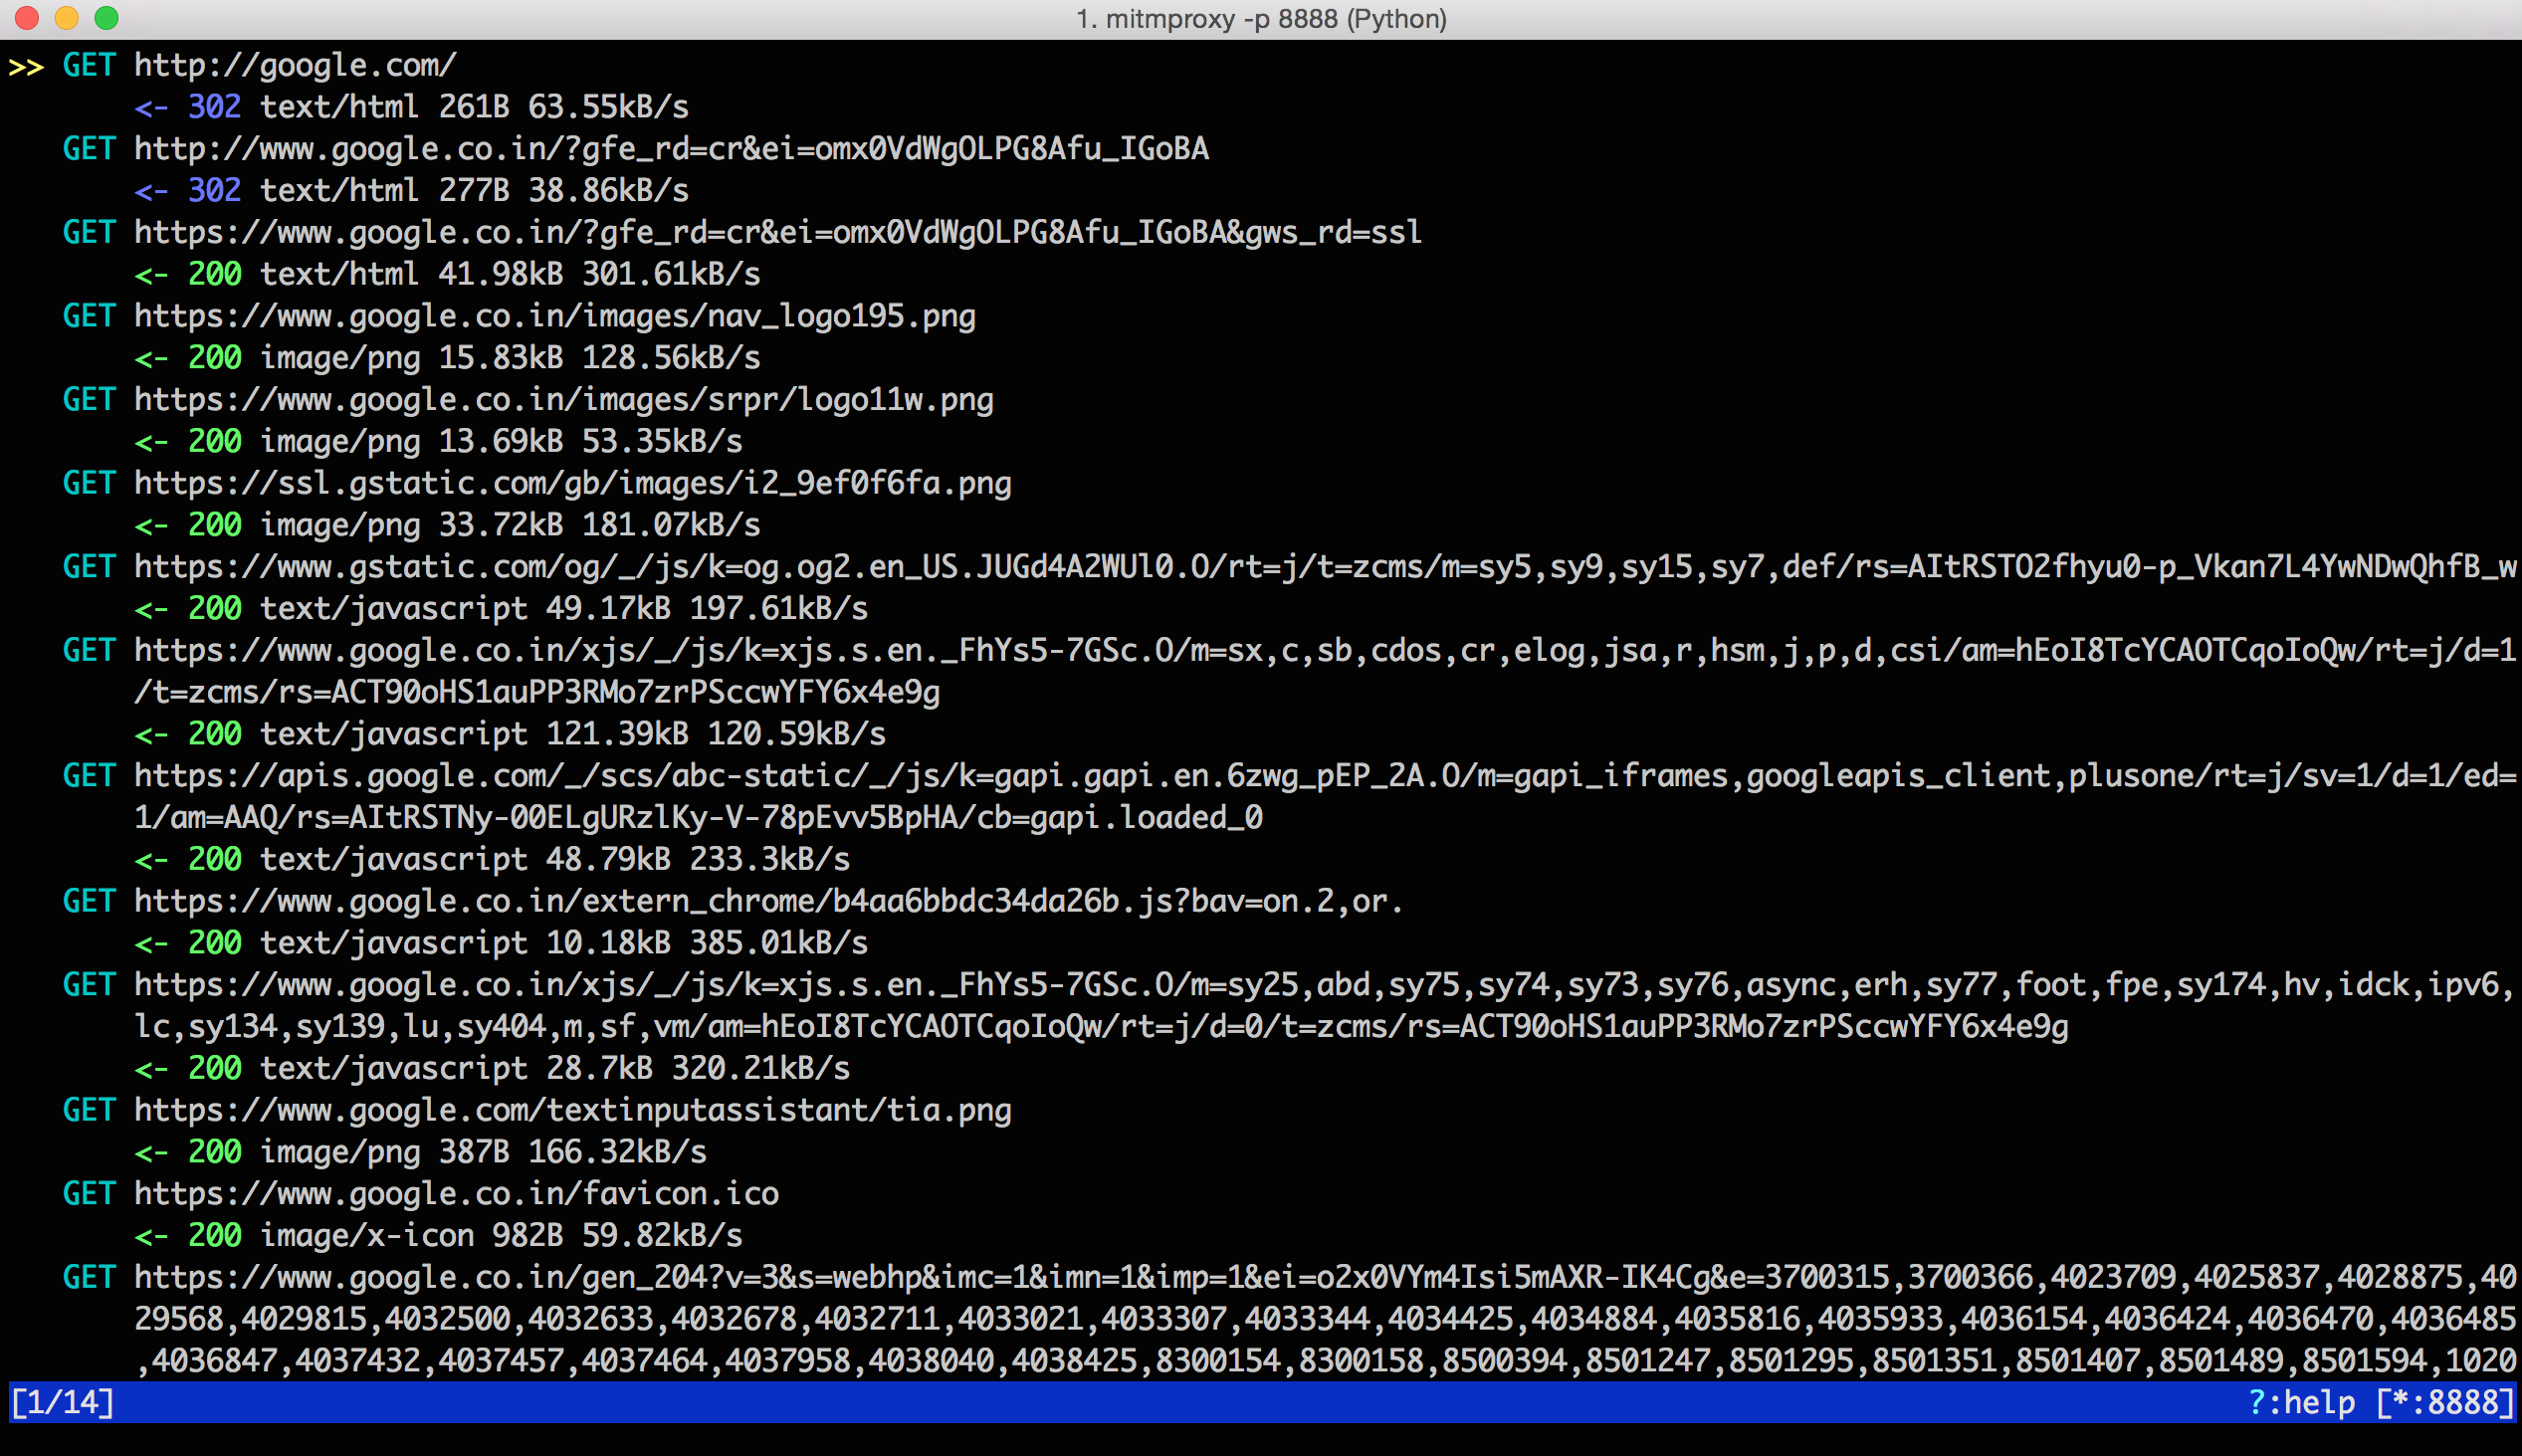 1. mitmproxy -p 8888 (Python)
>> GET http://google.com/
<- 302 text/html 261B 63.55kB/s
GET http://www.google.co.in/?gfe_rd=cr&ei=omx0VdWgOLPG8Afu_IGoBA
<- 302 text/html 277B 38.86kB/s
GET https://www.google.co.in/?gfe_rd=cr&ei=omx0VdWgOLPG8Afu_IGoBA&gws_rd=ssl
<- 200 text/html 41.98kB 301.61kB/s
GET https://www.google.co.in/images/nav_logo195.png
<- 200 image/png 15.83kB 128.56kB/s
GET https://www.google.co.in/images/srpr/logo11w.png
<- 200 image/png 13.69kB 53.35kB/s
GET https://ssl.gstatic.com/gb/images/i2_9ef0f6fa.png
<- 200 image/png 33.72kB 181.07kB/s
GET https://www.gstatic.com/og/_/js/k=og.og2.en_US.JUGd4A2WUl0.O/rt=j/t=zcms/m=sy5,sy9,sy15,sy7,def/rs=AItRSTO2fhyu0-p_Vkan7L4YwNDwQhfB_w
<- 200 text/javascript 49.17kB 197.61kB/s
GET https://www.google.co.in/xjs/_/js/k=xjs.s.en._FhYs5-7GSc.O/m=sx,c,sb,cdos,cr,elog,jsa,r,hsm,j,p,d,csi/am=hEoI8TcYCAOTCqoIoQw/rt=j/d=1
/t=zcms/rs=ACT90oHS1auPP3RMo7zrPSccwYFY6x4e9g
<- 200 text/javascript 121.39kB 120.59kB/s
GET https://apis.google.com/_/scs/abc-static/_/js/k=gapi.gapi.en.6zwg_pEP_2A.O/m=gapi_iframes,googleapis_client,plusone/rt=j/sv=1/d=1/ed=
1/am=AAQ/rs=AItRSTNy-00ELgURzlKy-V-78pEvv5BpHA/cb=gapi.loaded_0
<- 200 text/javascript 48.79kB 233.3kB/s
GET https://www.google.co.in/extern_chrome/b4aa6bbdc34da26b.js?bav=on.2,or.
<- 200 text/javascript 10.18kB 385.01kB/s
GET https://www.google.co.in/xjs/_/js/k=xjs.s.en._FhYs5-7GSc.O/m=sy25,abd,sy75,sy74,sy73,sy76,async,erh,sy77,foot,fpe,sy174,hv,idck,ipv6,
lc,sy134,sy139,lu,sy404,m,sf,vm/am=hEoI8TcYCAOTCqoIoQw/rt=j/d=0/t=zcms/rs=ACT90oHS1auPP3RMo7zrPSccwYFY6x4e9g
<- 200 text/javascript 28.7kB 320.21kB/s
GET https://www.google.com/textinputassistant/tia.png
<- 200 image/png 387B 166.32kB/s
GET https://www.google.co.in/favicon.ico
<- 200 image/x-icon 982B 59.82kB/s
GET https://www.google.co.in/gen_204?v=3&s=webhp&imc=1&imn=1&imp=1&ei=o2x0VYm4Isi5mAXR-IK4Cg&e=3700315,3700366,4023709,4025837,4028875,40
29568,4029815,4032500,4032633,4032678,4032711,4033021,4033307,4033344,4034425,4034884,4035816,4035933,4036154,4036424,4036470,4036485
,4036847,4037432,4037457,4037464,4037958,4038040,4038425,8300154,8300158,8500394,8501247,8501295,8501351,8501407,8501489,8501594,1020
[1/14] ?:help [*:8888]